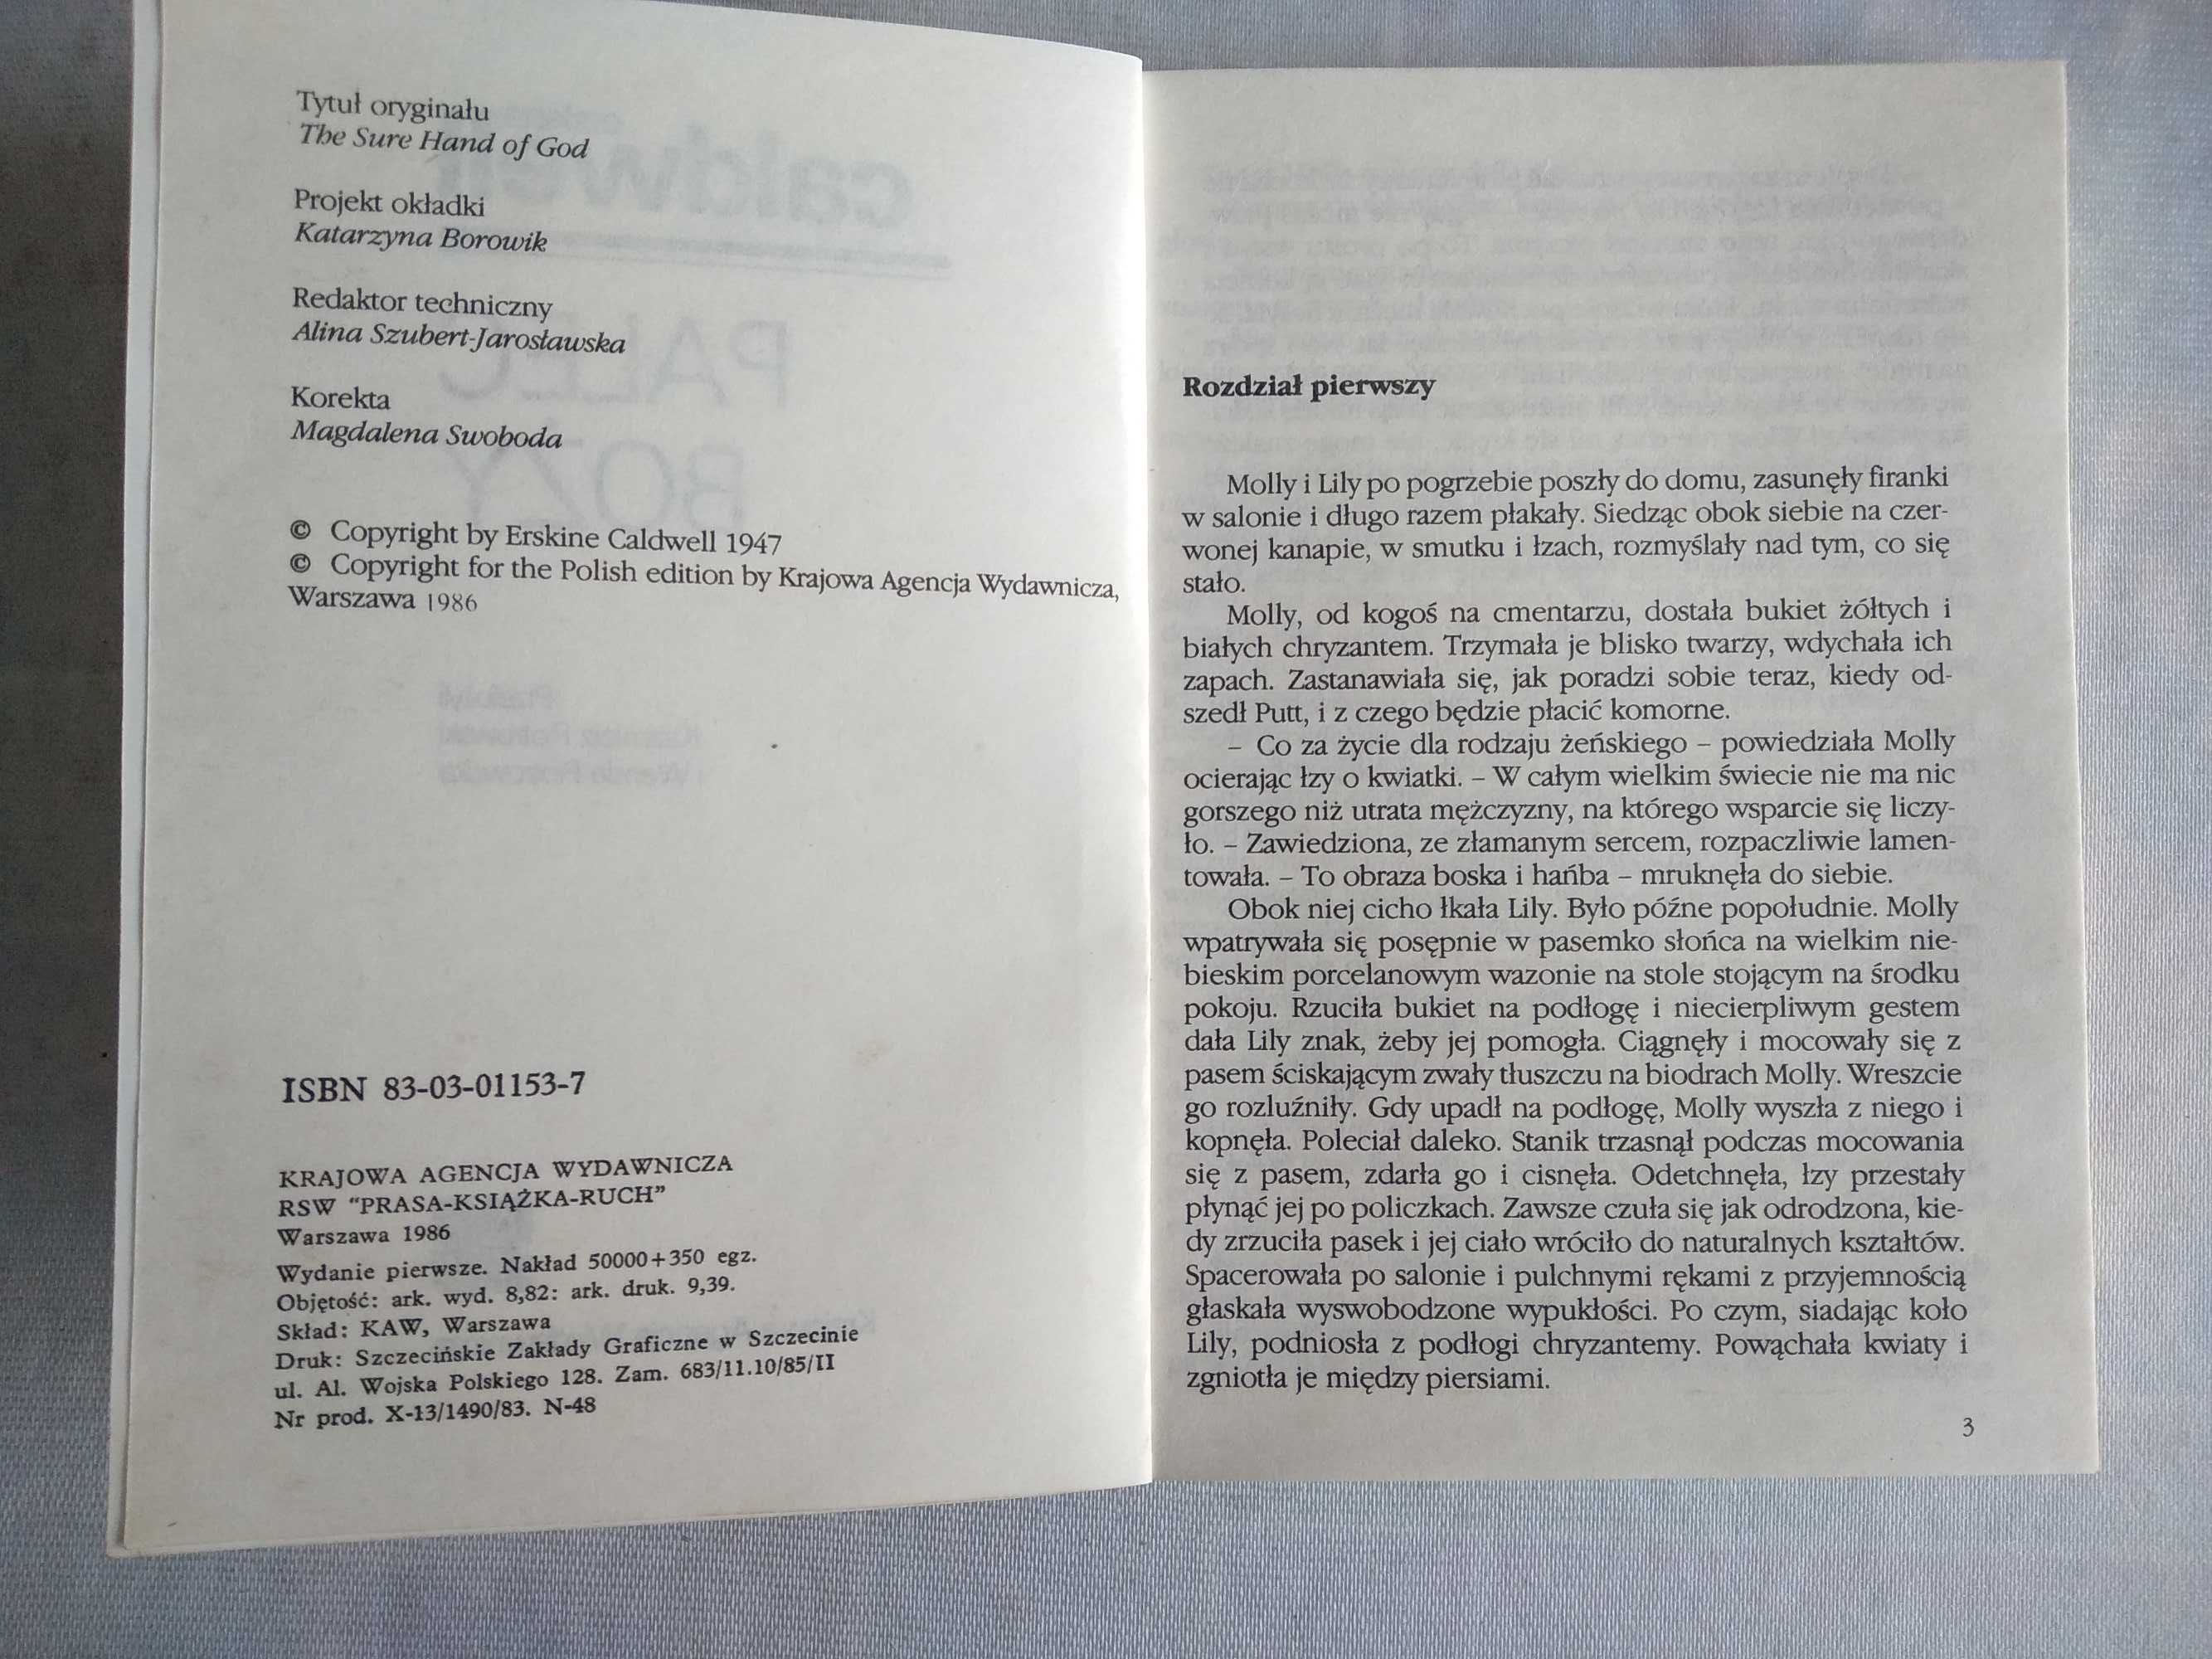 Tytuł oryginału
The Sure Hand of God
Projekt okładki
Katarzyna Borowik
Redaktor techniczny
Alina Szubert-Jarosławska
Korekta
Magdalena Swoboda
© Copyright by Erskine Caldwell 1947
© Copyright for the Polish edition by Krajowa Agencja Wydawnicza,
Warszawa 1986
ISBN 83-03-01153-7
KRAJOWA AGENCJA WYDAWNICZA
RSW "PRASA-KSIĄŻKA-RUCH"
Warszawa 1986
Wydanie pierwsze. Nakład 50000+350 egz.
Objętość: ark. wyd. 8,82: ark. druk. 9,39.
Skład: KAW, Warszawa
Druk: Szczecińskie Zakłady Graficzne w Szczecinie
ul. Al. Wojska Polskiego 128. Zam. 683/11.10/85/II
Nr prod. X-13/1490/83. N-48
Rozdział pierwszy
Molly i Lily po pogrzebie poszły do domu, zasunęły firanki
w salonie i długo razem płakały. Siedząc obok siebie na czer-
wonej kanapie, w smutku i łzach, rozmyślały nad tym, co się
stało.
Molly, od kogoś na cmentarzu, dostała bukiet żółtych i
białych chryzantem. Trzymała je blisko twarzy, wdychała ich
zapach. Zastanawiała się, jak poradzi sobie teraz, kiedy od-
szedł Putt, i z czego będzie płacić komorne.
– Co za życie dla rodzaju żeńskiego – powiedziała Molly
ocierając łzy o kwiatki. – W całym wielkim świecie nie ma nic
gorszego niż utrata mężczyzny, na którego wsparcie się liczy-
ło. – Zawiedziona, ze złamanym sercem, rozpaczliwie lamen-
towała. – To obraza boska i hańba – mruknęła do siebie.
Obok niej cicho łkała Lily. Było późne popołudnie. Molly
wpatrywała się posępnie w pasemko słońca na wielkim nie-
bieskim porcelanowym wazonie na stole stojącym na środku
pokoju. Rzuciła bukiet na podłogę i niecierpliwym gestem
dała Lily znak, żeby jej pomogła. Ciągnęły i mocowały się z
pasem ściskającym zwały tłuszczu na biodrach Molly. Wreszcie
go rozluźniły. Gdy upadł na podłogę, Molly wyszła z niego i
kopnęła. Poleciał daleko. Stanik trzasnął podczas mocowania
się z pasem, zdarła go i cisnęła. Odetchnęła, łzy przestały
płynąć jej po policzkach. Zawsze czuła się jak odrodzona, kie-
dy zrzuciła pasek i jej ciało wróciło do naturalnych kształtów.
Spacerowała po salonie i pulchnymi rękami z przyjemnością
głaskała wyswobodzone wypukłości. Po czym, siadając koło
Lily, podniosła z podłogi chryzantemy. Powąchała kwiaty i
zgniotła je między piersiami.
3